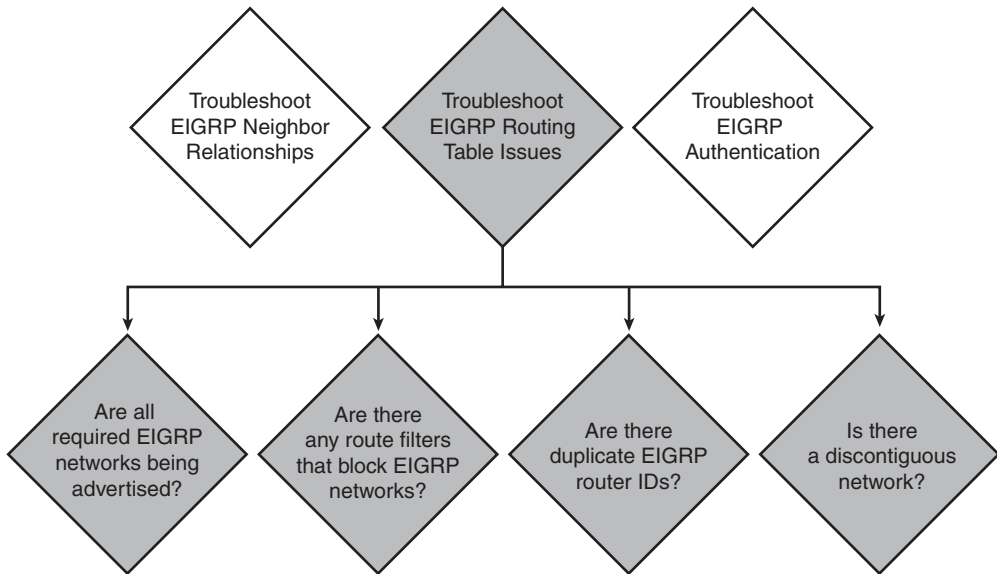 Troubleshoot
EIGRP Neighbor
Relationships
Troubleshoot
EIGRP Routing
Table Issues
Troubleshoot
EIGRP
Authentication
Are all
required EIGRP
networks being
advertised?
Are there
any route filters
that block EIGRP
networks?
Are there
duplicate EIGRP
router IDs?
Is there
a discontiguous
network?